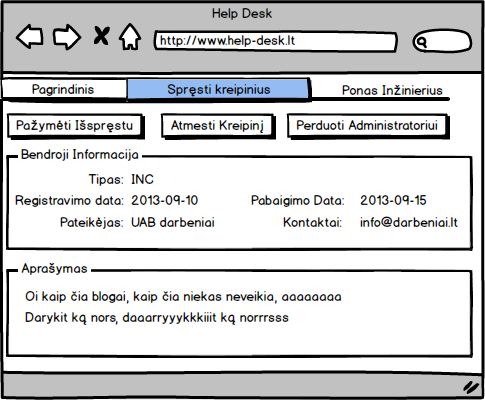 Help Desk
http://www.help-desk.lt
Pagrindinis Spręsti kreipinius Ponas Inžinierius
Pažymėti Išspręstu Atmesti Kreipinį Perduoti Administratoriui
Bendroji Informacija
Tipas: INC
Registravimo data: 2013-09-10 Pabaigimo Data: 2013-09-15
Pateikėjas: UAB darbeniai Kontaktai: info@darbeniai.lt
Aprašymas
Oi kaip čia blogai, kaip čia niekas neveikia, aaaaaaaa
Darykit ką nors, daaarryyykkkiiit ką norrrsss